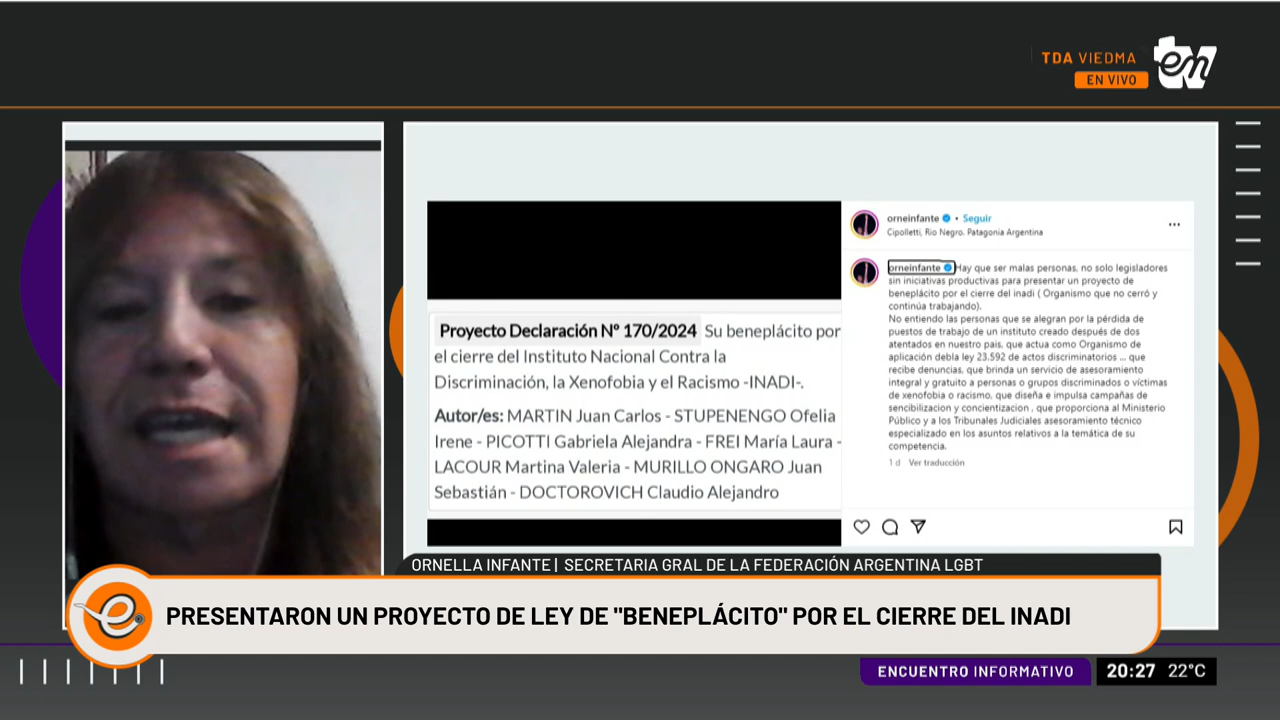 TDA VIEDMA
EN VIVO
em
orneinfante • Seguir
Cipolletti, Rio Negro. Patagonia Argentina
orneinfante Hay que ser malas personas, no solo legisladores
sin iniciativas productivas para presentar un proyecto de
beneplácito por el cierre del inadi ( Organismo que no cerró y
continúa trabajando).
No entiendo las personas que se alegran por la pérdida de
puestos de trabajo de un instituto creado después de dos
atentados en nuestro pais, que actua como Organismo de
aplicación debla ley 23.592 de actos discriminatorios ... que
recibe denuncias, que brinda un servicio de asesoramiento
integral y gratuito a personas o grupos discriminados o víctimas
de xenofobia o racismo, que diseña e impulsa campañas de
sencibilización y concientizacion , que proporciona al Ministerio
Público y a los Tribunales Judiciales asesoramiento técnico
especializado en los asuntos relativos a la temática de su
competencia.
1 d Ver traducción
Proyecto Declaración Nº 170/2024 Su beneplácito por
el cierre del Instituto Nacional Contra la
Discriminación, la Xenofobia y el Racismo -INADI-.
Autor/es: MARTIN Juan Carlos - STUPENENGO Ofelia
Irene - PICOTTI Gabriela Alejandra - FREI María Laura -
LACOUR Martina Valeria - MURILLO ONGARO Juan
Sebastián - DOCTOROVICH Claudio Alejandro
ORNELLA INFANTE | SECRETARIA GRAL DE LA FEDERACIÓN ARGENTINA LGBT
PRESENTARON UN PROYECTO DE LEY DE "BENEPLÁCITO" POR EL CIERRE DEL INADI
ENCUENTRO INFORMATIVO
20:27 22°C